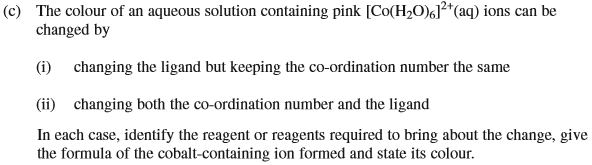 (c) The colour of an aqueous solution containing pink [Co(H₂O)₆]²⁺(aq) ions can be
changed by
(i) changing the ligand but keeping the co-ordination number the same
(ii) changing both the co-ordination number and the ligand
In each case, identify the reagent or reagents required to bring about the change, give
the formula of the cobalt-containing ion formed and state its colour.